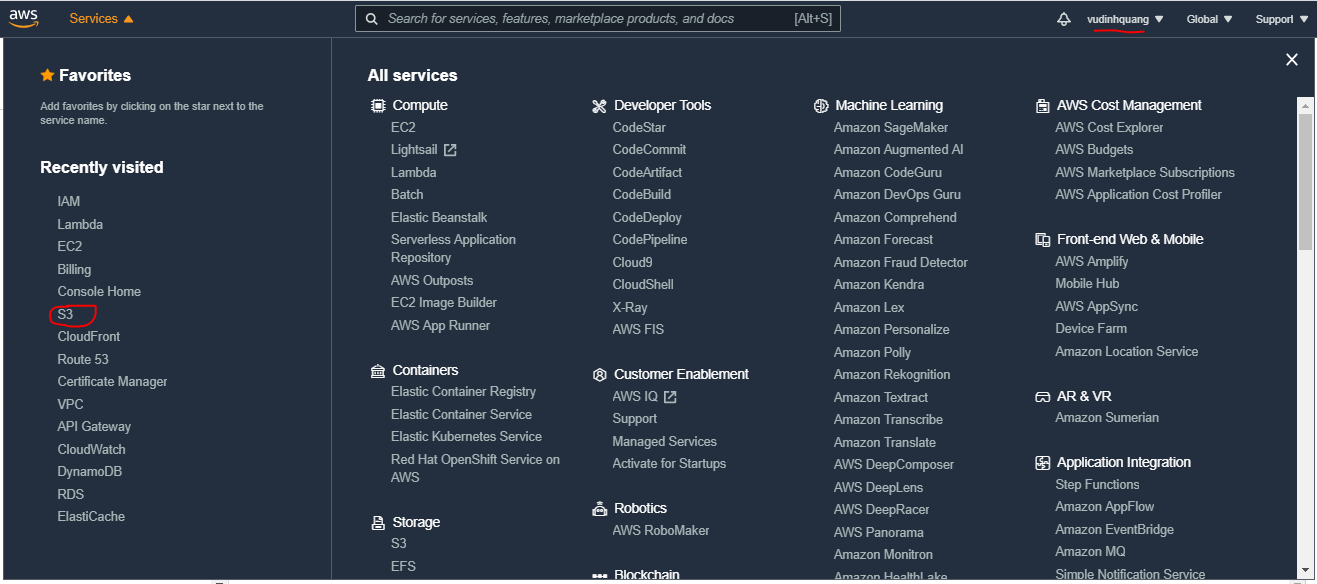 aws
Services
Search for services, features, marketplace products, and docs [Alt+S]
vudinhquang
Global
Support
Favorites
Add favorites by clicking on the star next to the
service name.
Recently visited
IAM
Lambda
EC2
Billing
Console Home
S3
CloudFront
Route 53
Certificate Manager
VPC
API Gateway
CloudWatch
DynamoDB
RDS
ElastiCache
All services
Compute
EC2
Lightsail
Lambda
Batch
Elastic Beanstalk
Serverless Application
Repository
AWS Outposts
EC2 Image Builder
AWS App Runner
Containers
Elastic Container Registry
Elastic Container Service
Elastic Kubernetes Service
Red Hat OpenShift Service on
AWS
Storage
S3
EFS
Developer Tools
CodeStar
CodeCommit
CodeArtifact
CodeBuild
CodeDeploy
CodePipeline
Cloud9
CloudShell
X-Ray
AWS FIS
Customer Enablement
AWS IQ
Support
Managed Services
Activate for Startups
Robotics
AWS RoboMaker
Blockchain
Machine Learning
Amazon SageMaker
Amazon Augmented AI
Amazon CodeGuru
Amazon DevOps Guru
Amazon Comprehend
Amazon Forecast
Amazon Fraud Detector
Amazon Kendra
Amazon Lex
Amazon Personalize
Amazon Polly
Amazon Rekognition
Amazon Textract
Amazon Transcribe
Amazon Translate
AWS DeepComposer
AWS DeepLens
AWS DeepRacer
AWS Panorama
Amazon Monitron
Amazon HealthLake
AWS Cost Management
AWS Cost Explorer
AWS Budgets
AWS Marketplace Subscriptions
AWS Application Cost Profiler
Front-end Web & Mobile
AWS Amplify
Mobile Hub
AWS AppSync
Device Farm
Amazon Location Service
AR & VR
Amazon Sumerian
Application Integration
Step Functions
Amazon AppFlow
Amazon EventBridge
Amazon MQ
Simple Notification Service